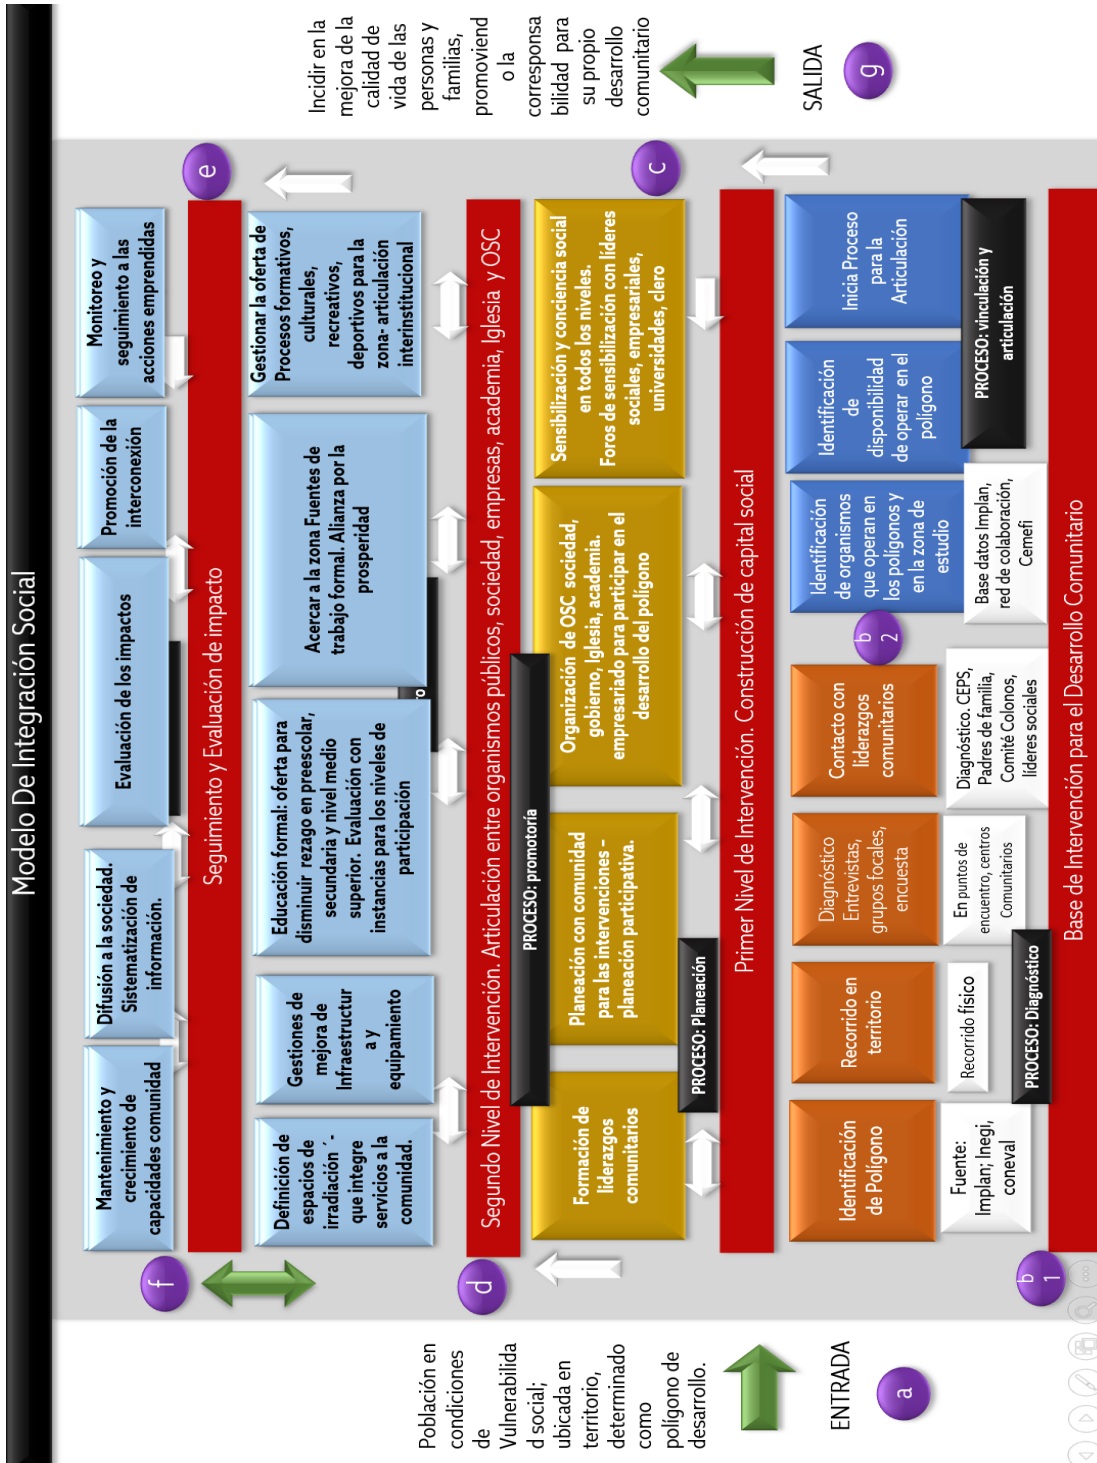 Modelo De Integración Social
Mantenimiento y
crecimiento de
capacidades comunidad
Difusión a la sociedad.
Sistematización de
información.
Evaluación de los impactos
Promoción de la
interconexión
Monitoreo y
seguimiento a las
acciones emprendidas
f
Seguimiento y Evaluación de impacto
e
Definición de
espacios de
irradiación ´-
que integre
servicios a la
comunidad.
Gestiones de
mejora de
Infraestructur
a y
equipamiento
Educación formal: oferta para
disminuir rezago en preescolar,
secundaria y nivel medio
superior. Evaluación con
instancias para los niveles de
participación
ro
Acercar a la zona Fuentes de
trabajo formal. Alianza por la
prosperidad
Gestionar la oferta de
Procesos formativos,
culturales,
recreativos,
deportivos para la
zona- articulación
interinstitucional
d
Segundo Nivel de Intervención. Articulación entre organismos públicos, sociedad, empresas, academia, Iglesia y OSC
PROCESO: promotoría
Formación de
liderazgos
comunitarios
Planeación con comunidad
para las intervenciones –
planeación participativa.
Organización de OSC sociedad,
gobierno, Iglesia, academia.
empresariado para participar en el
desarrollo del polígono
Sensibilización y conciencia social
en todos los niveles.
Foros de sensibilización con líderes
sociales, empresariales,
universidades, clero
c
PROCESO: Planeación
Primer Nivel de Intervención. Construcción de capital social
Identificación
de Polígono
Recorrido en
territorio
Diagnóstico
Entrevistas,
grupos focales,
encuesta
Contacto con
liderazgos
comunitarios
b
2
Identificación
de organismos
que operan en
los polígonos y
en la zona de
estudio
Identificación
de
disponibilidad
de operar en el
polígono
Inicia Proceso
para la
Articulación
Fuente:
Implan; Inegi,
coneval
Recorrido físico
En puntos de
encuentro, centros
Comunitarios
Diagnóstico. CEPS,
Padres de familia,
Comité Colonos,
líderes sociales
Base datos Implan,
red de colaboración,
Cemefi
PROCESO: vinculación y
articulación
PROCESO: Diagnóstico
b
1
Base de Intervención para el Desarrollo Comunitario
Población en
condiciones
de
Vulnerabilida
d social;
ubicada en
territorio,
determinado
como
polígono de
desarrollo.
ENTRADA
a
Incidir en la
mejora de la
calidad de
vida de las
personas y
familias,
promoviend
o la
corresponsa
bilidad para
su propio
desarrollo
comunitario
SALIDA
g